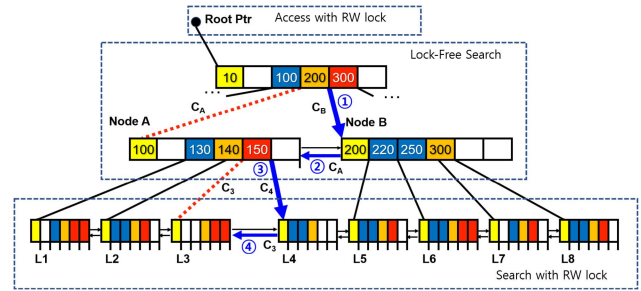 Root Ptr
Access with RW lock
Lock-Free Search
10 100 200 300
... ...
C_A C_B ①
Node A Node B
100 130 140 150 200 220 250 300
② C_A
③
C_3 C_4
④ C_3
L1 L2 L3 L4 L5 L6 L7 L8
Search with RW lock